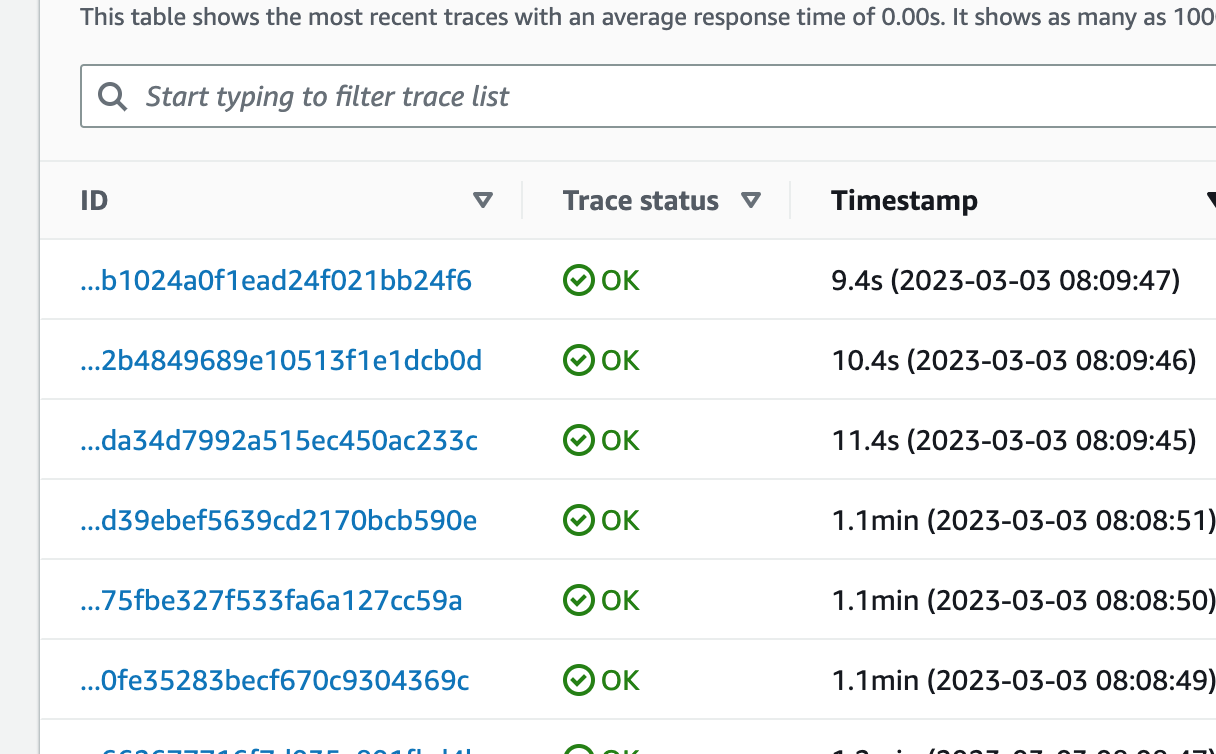 This table shows the most recent traces with an average response time of 0.00s. It shows as many as 100
Start typing to filter trace list
ID Trace status Timestamp
...b1024a0f1ead24f021bb24f6 OK 9.4s (2023-03-03 08:09:47)
...2b4849689e10513f1e1dcb0d OK 10.4s (2023-03-03 08:09:46)
...da34d7992a515ec450ac233c OK 11.4s (2023-03-03 08:09:45)
...d39ebef5639cd2170bcb590e OK 1.1min (2023-03-03 08:08:51)
...75fbe327f533fa6a127cc59a OK 1.1min (2023-03-03 08:08:50)
...0fe35283becf670c9304369c OK 1.1min (2023-03-03 08:08:49)